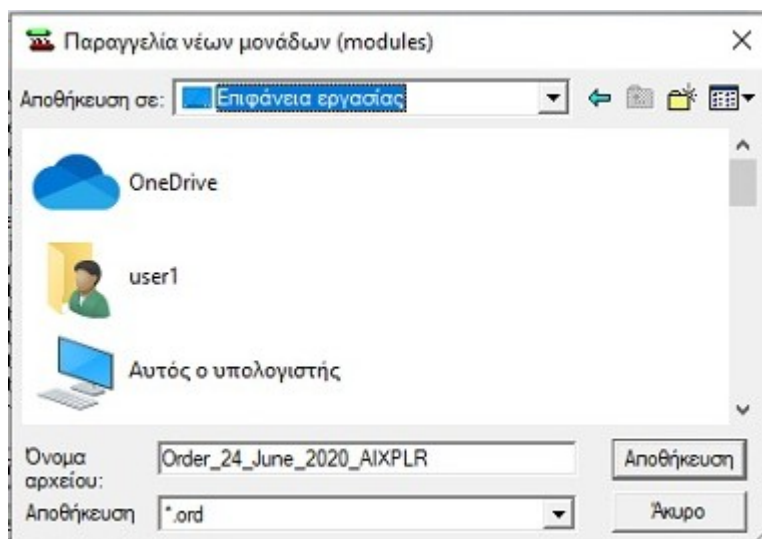 Παραγγελία νέων μονάδων (modules)
Αποθήκευση σε: Επιφάνεια εργασίας
OneDrive
user1
Αυτός ο υπολογιστής
Όνομα αρχείου: Order_24_June_2020_AIXPLR Αποθήκευση
Αποθήκευση *.ord Άκυρο